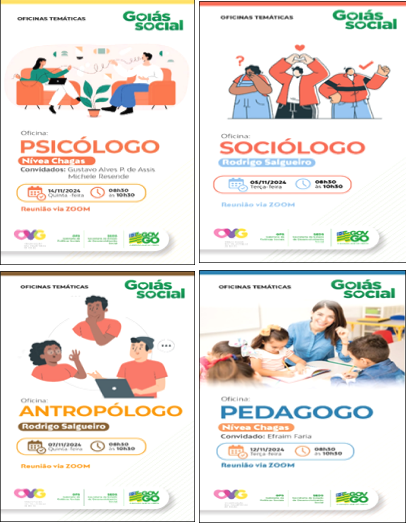 OFICINAS TEMÁTICAS
Goiás
Social
Oficina:
PSICÓLOGO
Nívea Chagas
Convidados: Gustavo Alves P. de Assis
Michele Resende
14/11/2024
Quinta-feira
08h30
às 10h30
Reunião via ZOOM
OVG
GOV
GO
OFICINAS TEMÁTICAS
Goiás
Social
?
Oficina:
SOCIÓLOGO
Rodrigo Salgueiro
05/11/2024
Terça-feira
08h30
às 10h30
Reunião via ZOOM
OVG
GOV
GO
OFICINAS TEMÁTICAS
Goiás
Social
Oficina:
ANTROPÓLOGO
Rodrigo Salgueiro
07/11/2024
Quinta-feira
08h30
às 10h30
Reunião via ZOOM
OVG
GOV
GO
OFICINAS TEMÁTICAS
Goiás
Social
Oficina:
PEDAGOGO
Nívea Chagas
Convidado: Efraim Faria
12/11/2024
Terça-feira
08h30
às 10h30
Reunião via ZOOM
OVG
GOV
GO